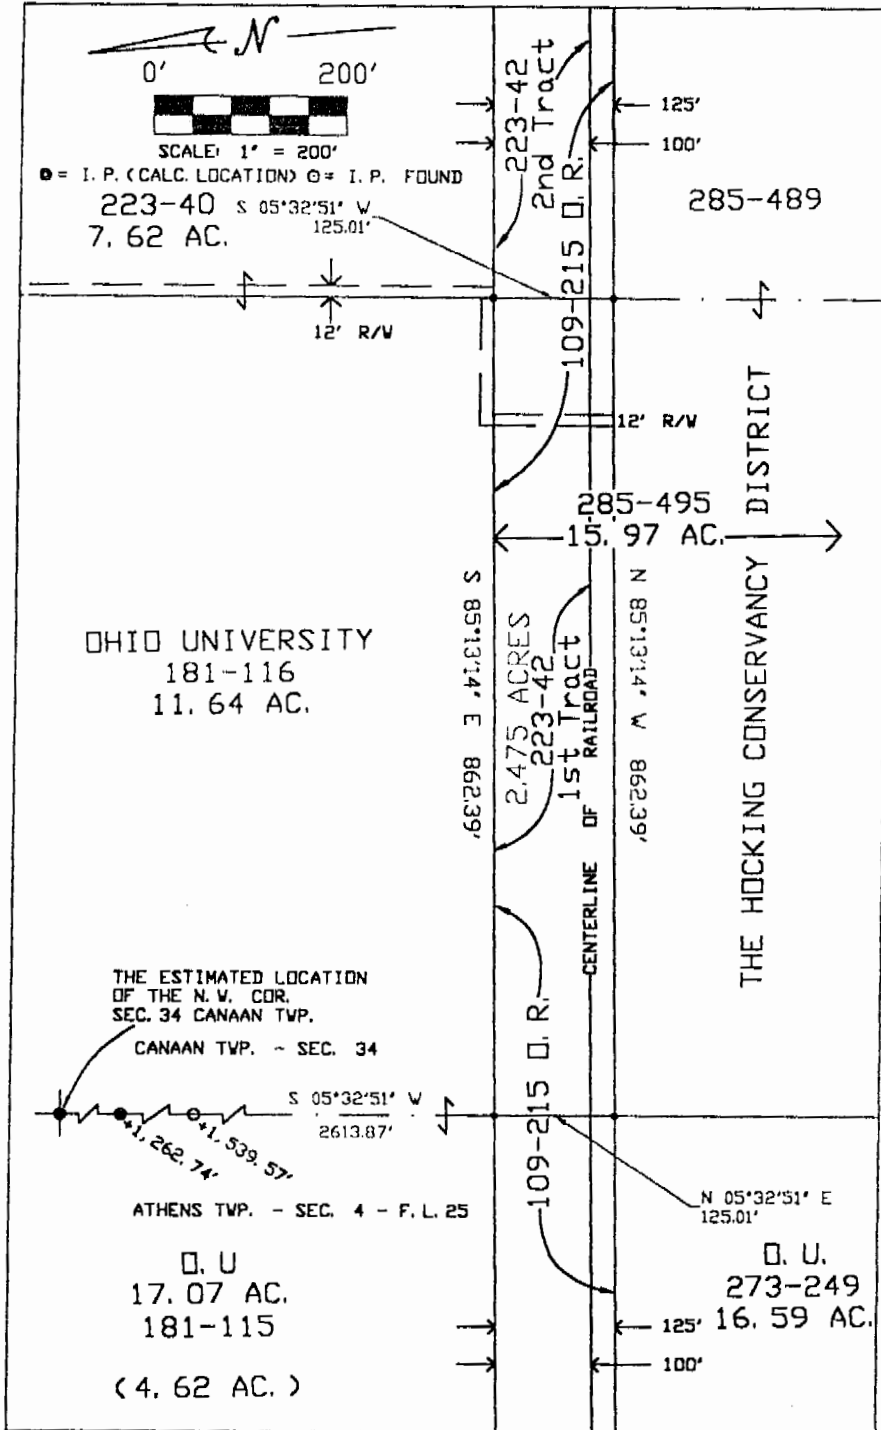 N
0' 200'
SCALE: 1" = 200'
= I. P. (CALC. LOCATION) = I. P. FOUND
223-40 S 05°32'51" W
7. 62 AC. 125.01'
223-42
2nd Tract
125'
100'
285-489
109-215 O. R.
12' R/W
12' R/W
285-495
15. 97 AC.
THE HOCKING CONSERVANCY DISTRICT
S 85°13'14" E 862.39'
N 85°13'14" W 862.39'
2.475 ACRES
223-42
1st Tract
CENTERLINE OF RAILROAD
OHIO UNIVERSITY
181-116
11. 64 AC.
THE ESTIMATED LOCATION
OF THE N. W. COR.
SEC. 34 CANAAN TWP.
CANAAN TWP. - SEC. 34
S 05°32'51" W
2613.87'
+1, 262. 74'
+1, 539. 57'
109-215 O. R.
ATHENS TWP. - SEC. 4 - F. L. 25
N 05°32'51" E
125.01'
O. U
17. 07 AC.
181-115
(4. 62 AC. )
O. U.
273-249
16. 59 AC.
125'
100'